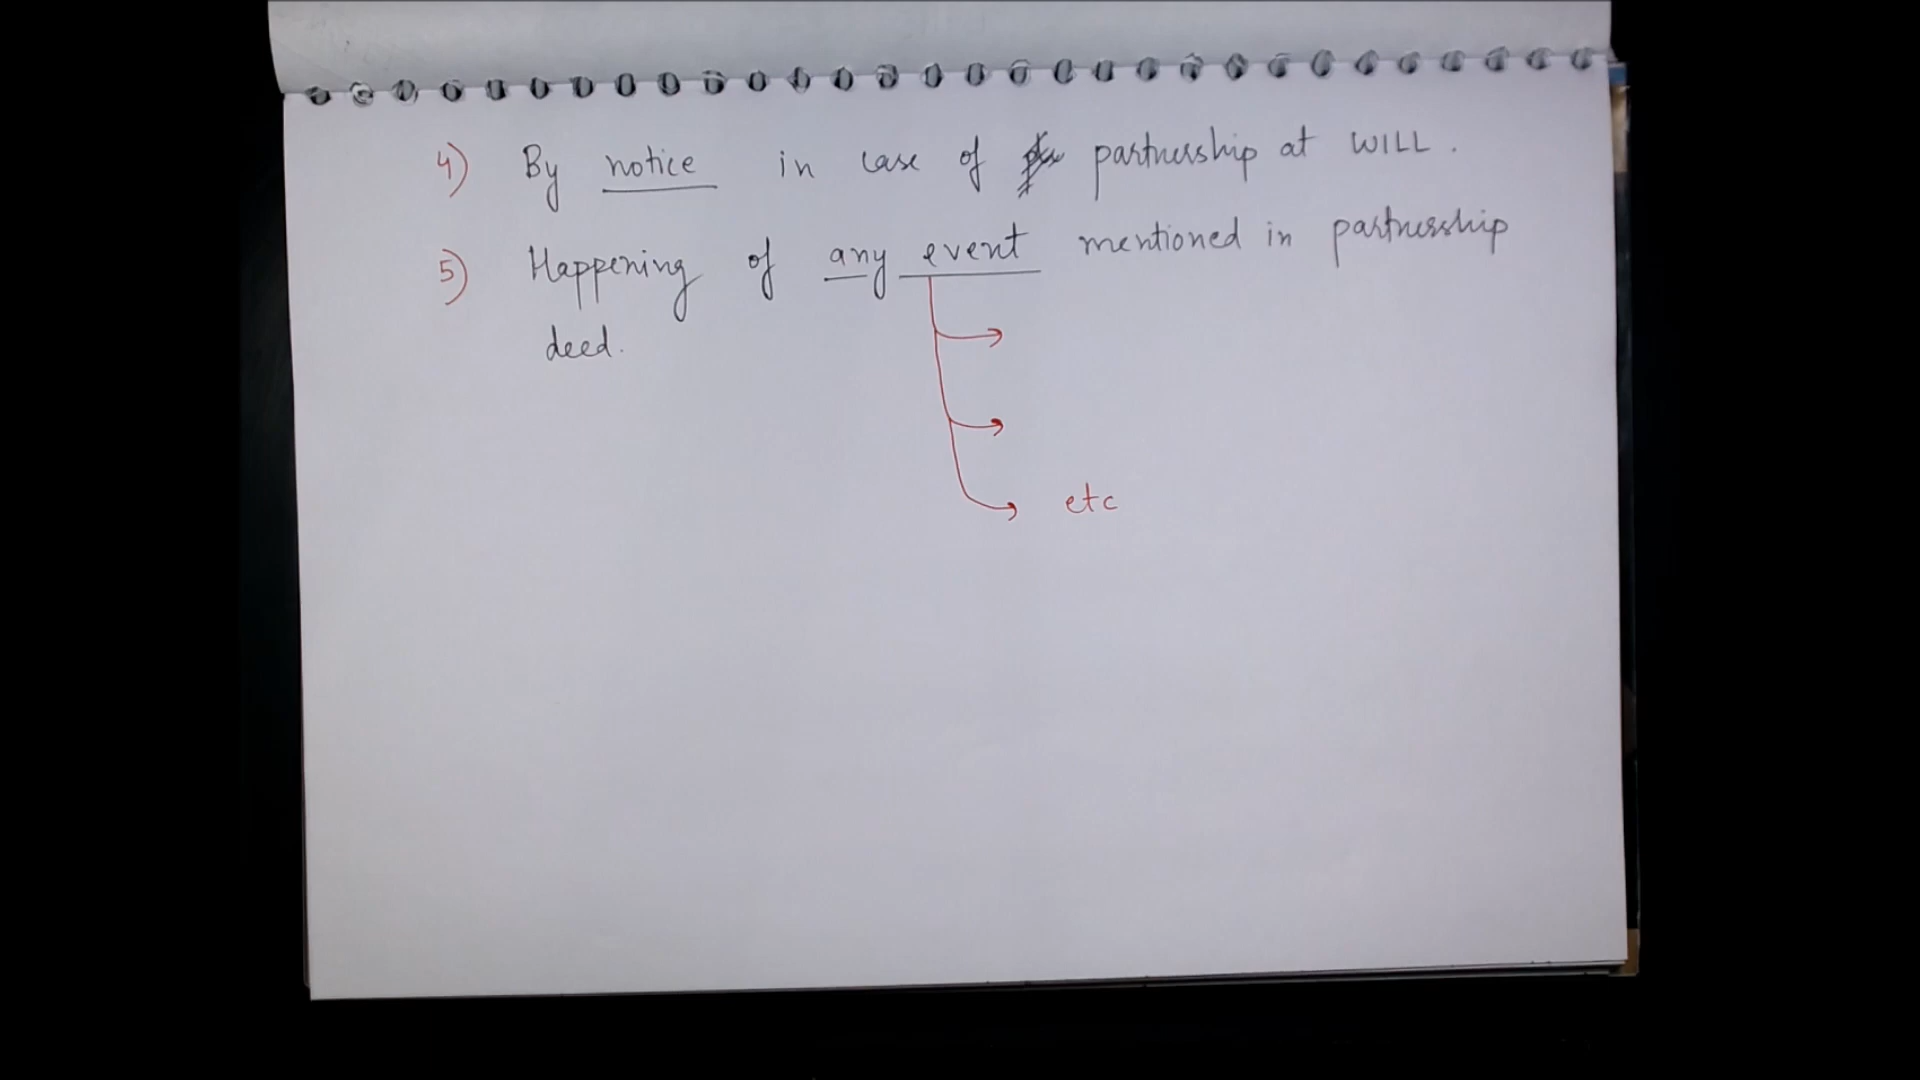 4) By notice in case of partnership at WILL.
5) Happening of any event mentioned in partnership
deed.
etc